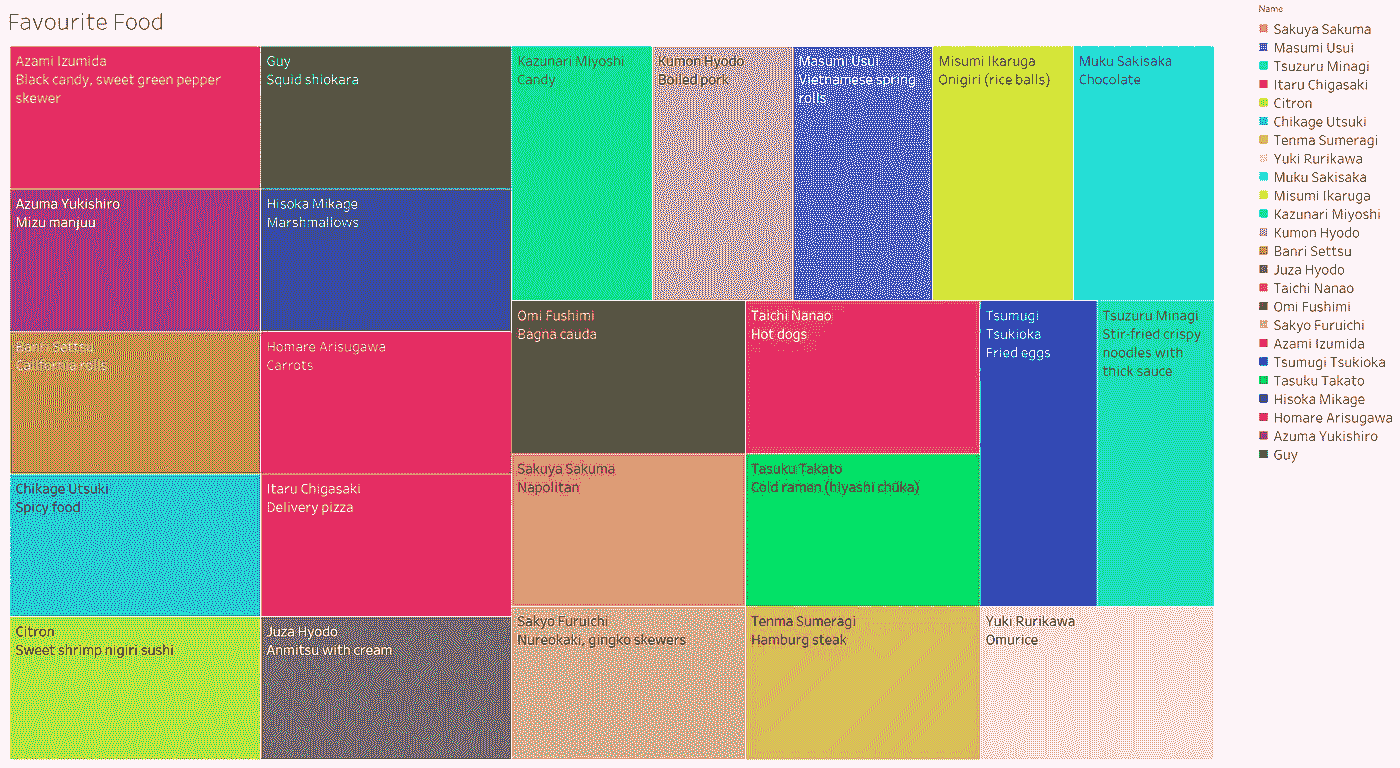 Favourite Food
Azami Izumida
Black candy, sweet green pepper
skewer
Guy
Squid shiokara
Kazunari Miyoshi
Candy
Kumon Hyodo
Boiled pork
Masumi Usui
Vietnamese spring
rolls
Misumi Ikaruga
Onigiri (rice balls)
Muku Sakisaka
Chocolate
Azuma Yukishiro
Mizu manjuu
Hisoka Mikage
Marshmallows
Omi Fushimi
Bagna cauda
Taichi Nanao
Hot dogs
Tsumugi
Tsukioka
Fried eggs
Tsuzuru Minagi
Stir-fried crispy
noodles with
thick sauce
Banri Settsu
California rolls
Homare Arisugawa
Carrots
Sakuya Sakuma
Napolitan
Tasuku Takato
Cold ramen (hiyashi chuka)
Chikage Utsuki
Spicy food
Itaru Chigasaki
Delivery pizza
Citron
Sweet shrimp nigiri sushi
Juza Hyodo
Anmitsu with cream
Sakyo Furuichi
Nureokaki, gingko skewers
Tenma Sumeragi
Hamburg steak
Yuki Rurikawa
Omurice
Name
Sakuya Sakuma
Masumi Usui
Tsuzuru Minagi
Itaru Chigasaki
Citron
Chikage Utsuki
Tenma Sumeragi
Yuki Rurikawa
Muku Sakisaka
Misumi Ikaruga
Kazunari Miyoshi
Kumon Hyodo
Banri Settsu
Juza Hyodo
Taichi Nanao
Omi Fushimi
Sakyo Furuichi
Azami Izumida
Tsumugi Tsukioka
Tasuku Takato
Hisoka Mikage
Homare Arisugawa
Azuma Yukishiro
Guy